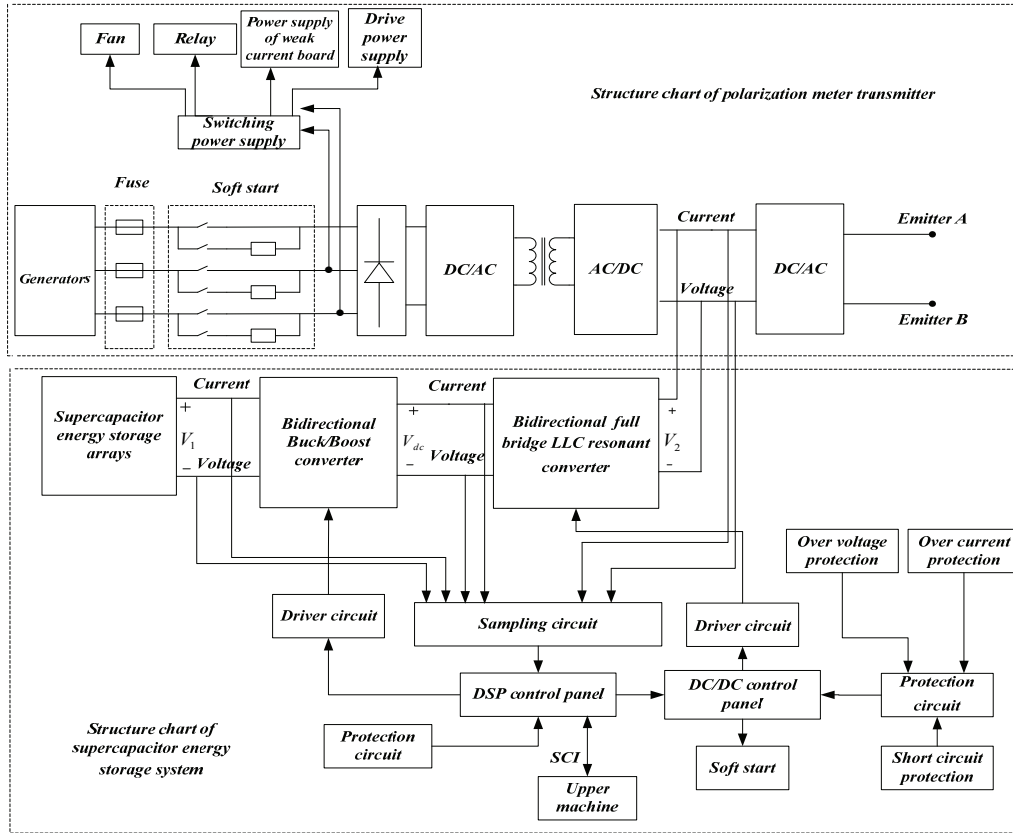 Fan
Relay
Power supply
of weak
current board
Drive
power
supply
Structure chart of polarization meter transmitter
Switching
power supply
Fuse
Soft start
Generators
DC/AC
AC/DC
Current
Voltage
DC/AC
Emitter A
Emitter B
Supercapacitor
energy storage
arrays
Current
+
V1
−
Voltage
Bidirectional
Buck/Boost
converter
Current
+
Vdc
−
Voltage
Bidirectional full
bridge LLC resonant
converter
+
V2
−
Over voltage
protection
Over current
protection
Driver circuit
Sampling circuit
Driver circuit
DSP control panel
DC/DC control
panel
Protection
circuit
Structure chart of
supercapacitor energy
storage system
Protection
circuit
SCI
Upper
machine
Soft start
Short circuit
protection